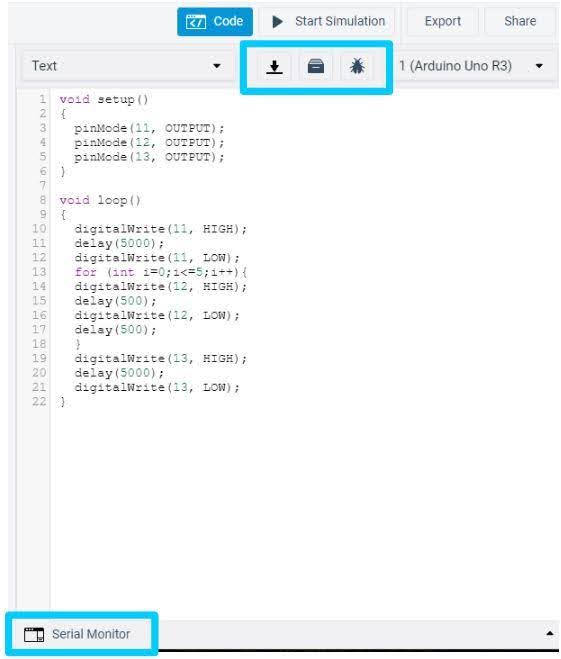 Code Start Simulation Export Share
Text 1 (Arduino Uno R3)
1 void setup()
2 {
3   pinMode(11, OUTPUT);
4   pinMode(12, OUTPUT);
5   pinMode(13, OUTPUT);
6 }
7
8 void loop()
9 {
10   digitalWrite(11, HIGH);
11   delay(5000);
12   digitalWrite(11, LOW);
13   for (int i=0;i<=5;i++){
14   digitalWrite(12, HIGH);
15   delay(500);
16   digitalWrite(12, LOW);
17   delay(500);
18   }
19   digitalWrite(13, HIGH);
20   delay(5000);
21   digitalWrite(13, LOW);
22 }
Serial Monitor